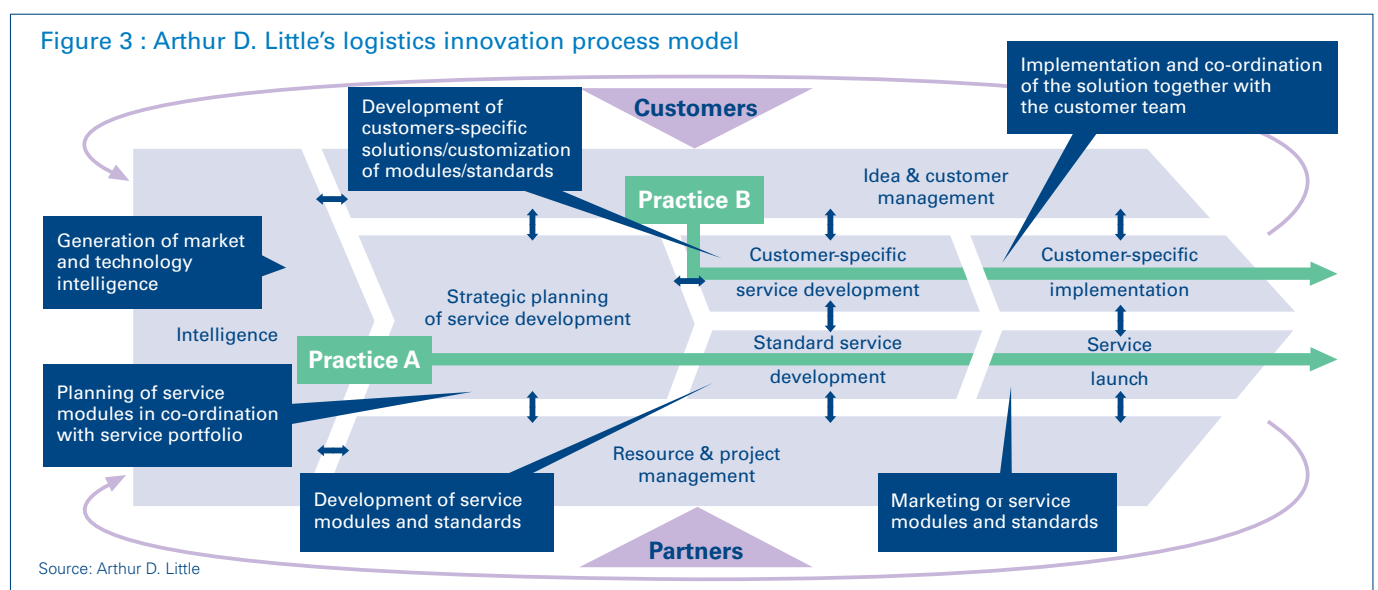 Figure 3 : Arthur D. Little's logistics innovation process model
Customers
Development of
customers-specific
solutions/customization
of modules/standards
Implementation and co-ordination
of the solution together with
the customer team
Idea & customer
management
Practice B
Generation of market
and technology
intelligence
Customer-specific
service development
Customer-specific
implementation
Strategic planning
of service development
Intelligence
Practice A
Standard service
development
Service
launch
Planning of service
modules in co-ordination
with service portfolio
Resource & project
management
Development of service
modules and standards
Marketing of service
modules and standards
Partners
Source: Arthur D. Little